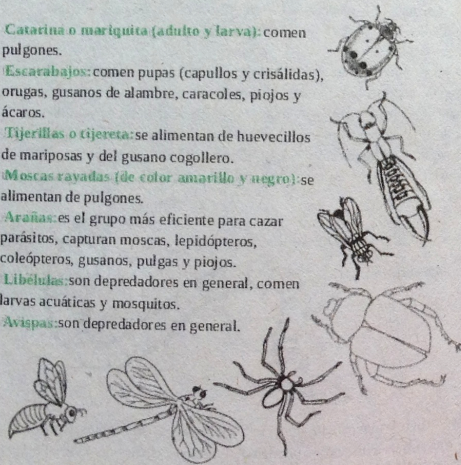 Catarina o mariquita (adulto y larva): comen
pulgones.
Escarabajos: comen pupas (capullos y crisálidas),
orugas, gusanos de alambre, caracoles, piojos y
ácaros.
Tijerillas o tijereta: se alimentan de huevecillos
de mariposas y del gusano cogollero.
Moscas rayadas (de color amarillo y negro): se
alimentan de pulgones.
Arañas: es el grupo más eficiente para cazar
parásitos, capturan moscas, lepidópteros,
coleópteros, gusanos, pulgas y piojos.
Libélulas: son depredadores en general, comen
larvas acuáticas y mosquitos.
Avispas: son depredadores en general.